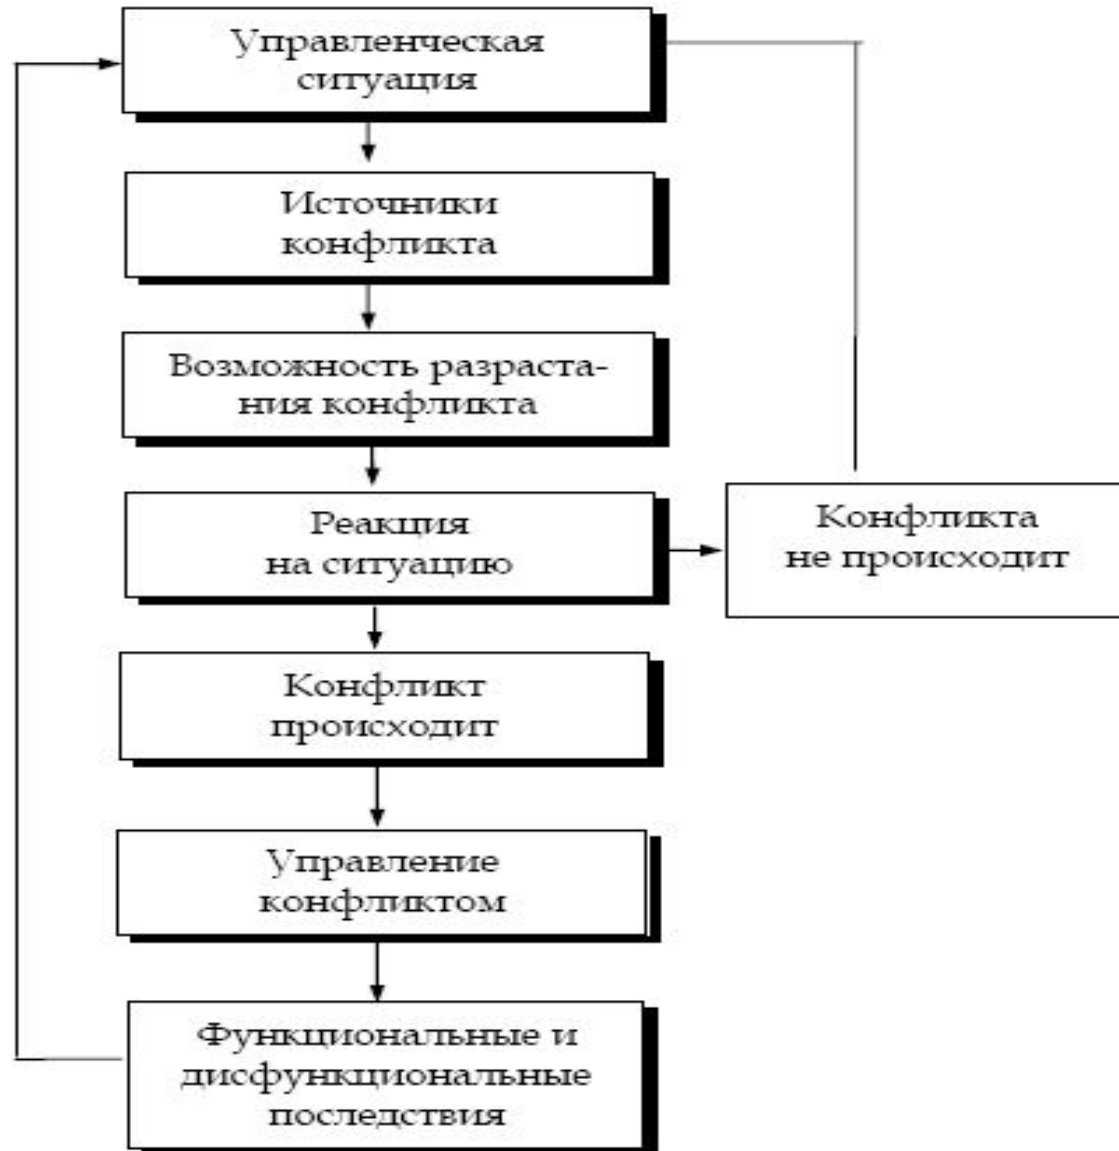 Управленческая
ситуация
Источники
конфликта
Возможность разраста-
ния конфликта
Реакция
на ситуацию
Конфликта
не происходит
Конфликт
происходит
Управление
конфликтом
Функциональные и
дисфункциональные
последствия